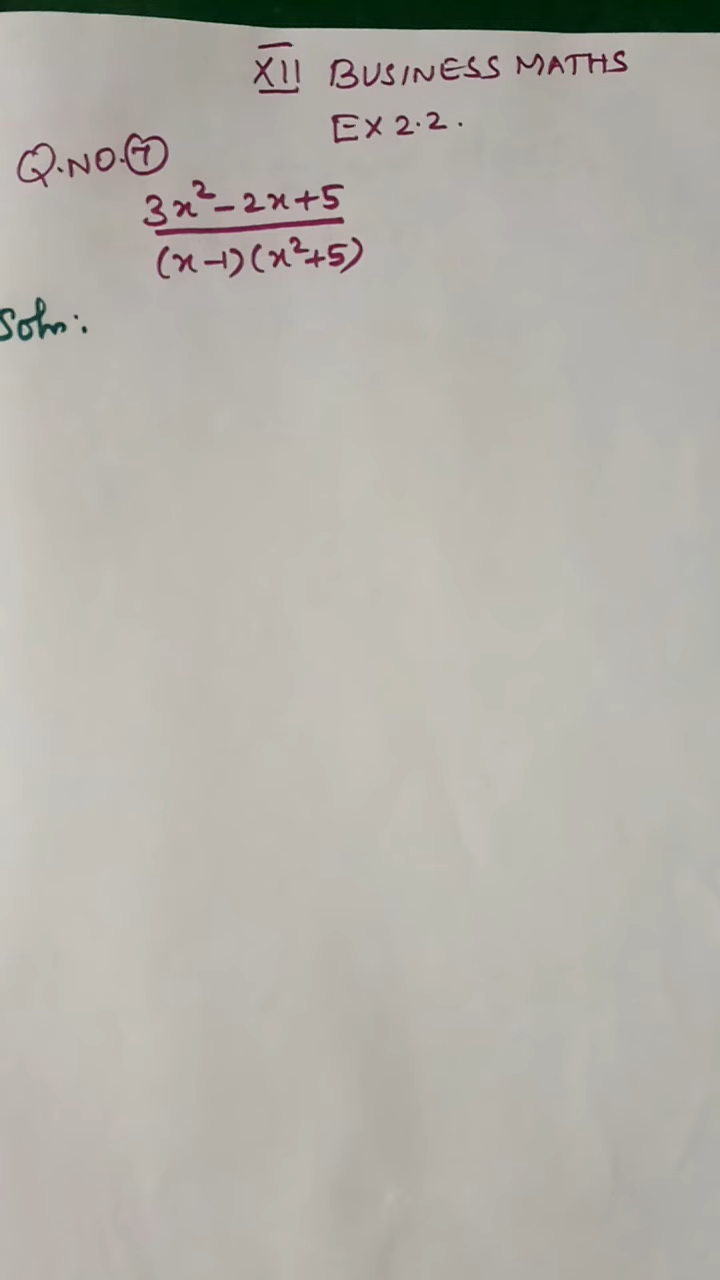 XII BUSINESS MATHS
EX 2.2.
Q.NO.⑦
3x²-2x+5
(x-1)(x²+5)
Soln: